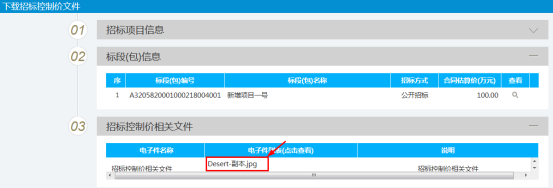 下载招标控制价文件
01 招标项目信息
02 标段(包)信息
序 标段(包)编号 标段(包)名称 招标方式 合同估算价(万元) 查看
1 A3205820001000218004001 新增项目一号 公开招标 100.00
03 招标控制价相关文件
电子件名称 电子件列表(点击查看) 说明
招标控制价相关文件 Desert-副本.jpg 招标控制价相关文件